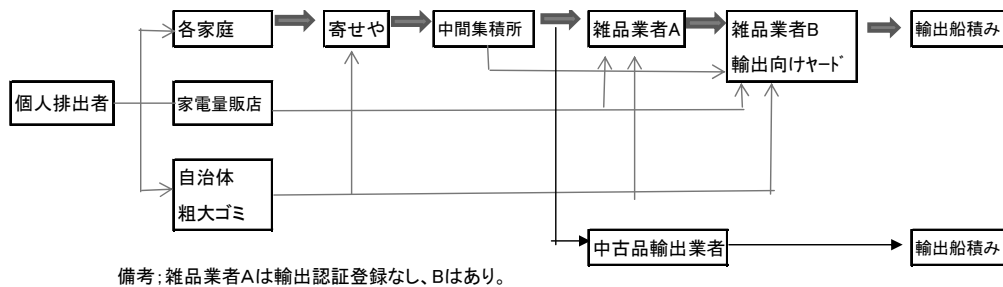 各家庭
寄せや
中間集積所
雑品業者A
雑品業者B
輸出向けヤード
輸出船積み
個人排出者
家電量販店
自治体
粗大ゴミ
中古品輸出業者
輸出船積み
備考;雑品業者Aは輸出認証登録なし、Bはあり。